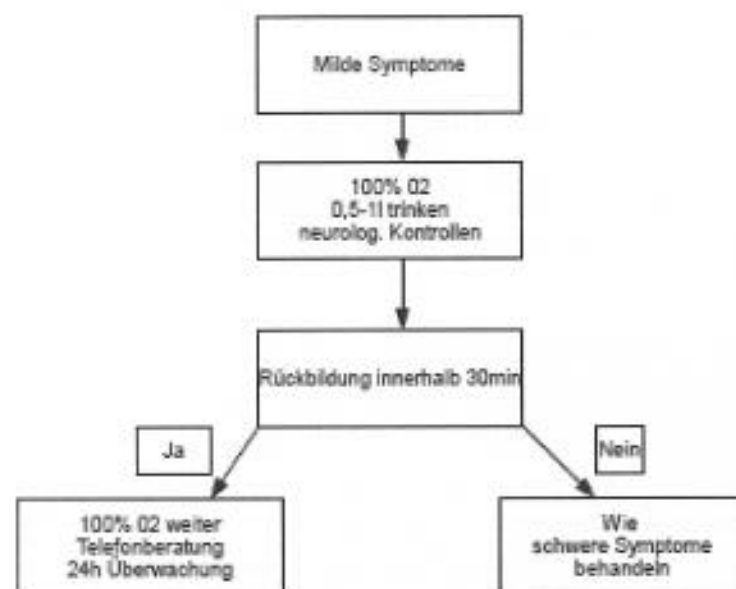 Milde Symptome
100% 02
0,5-1l trinken
neurolog. Kontrollen
Rückbildung innerhalb 30min
Ja
Nein
100% 02 weiter
Telefonberatung
24h Überwachung
Wie
schwere Symptome
behandeln